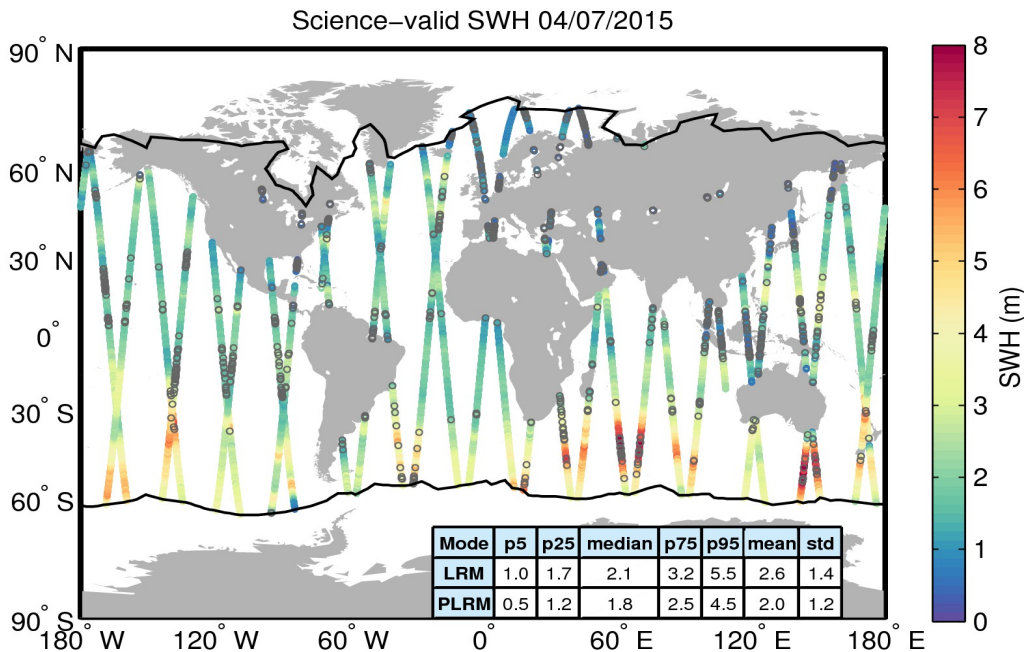 Science−valid SWH 04/07/2015
90° N
60° N
30° N
0°
30° S
60° S
90° S
180° W
120° W
60° W
0°
60° E
120° E
180° E
Mode p5 p25 median p75 p95 mean std
LRM 1.0 1.7 2.1 3.2 5.5 2.6 1.4
PLRM 0.5 1.2 1.8 2.5 4.5 2.0 1.2
8
7
6
5
4
3
2
1
0
SWH (m)